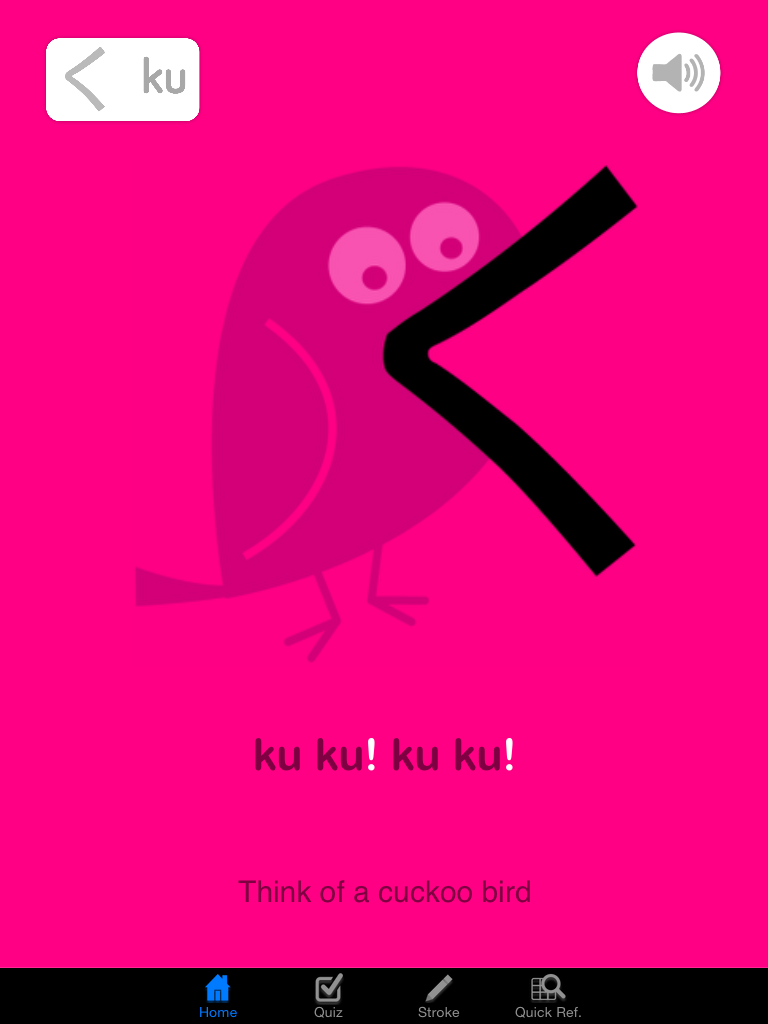 く ku
く
ku ku! ku ku!
Think of a cuckoo bird
Home Quiz Stroke Quick Ref.